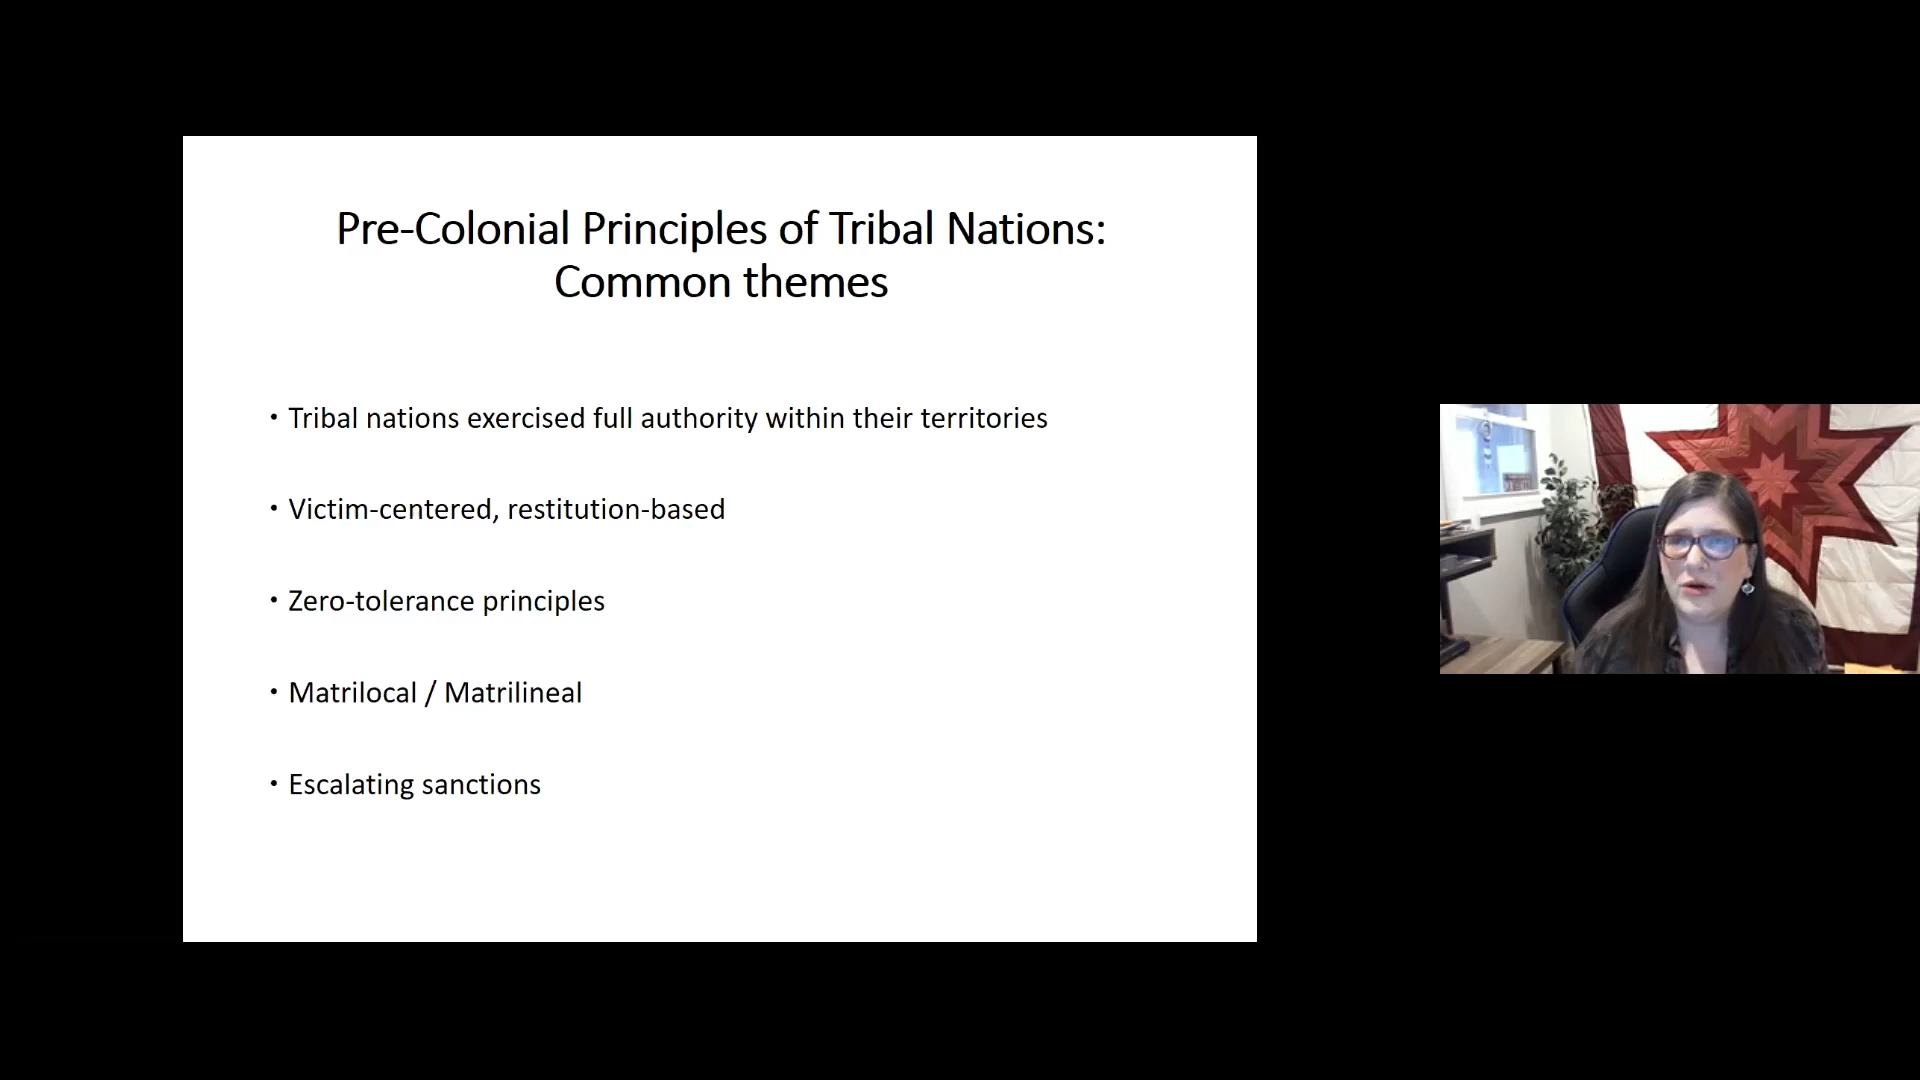 Pre-Colonial Principles of Tribal Nations:
Common themes
• Tribal nations exercised full authority within their territories
• Victim-centered, restitution-based
• Zero-tolerance principles
• Matrilocal / Matrilineal
• Escalating sanctions